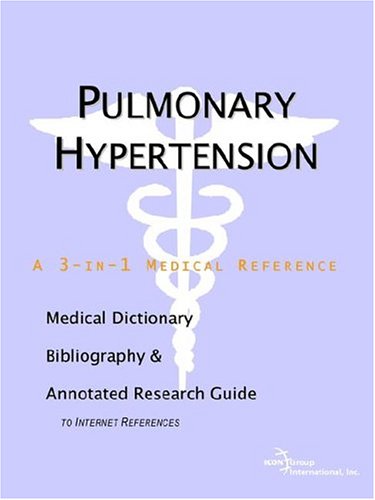 PULMONARY
HYPERTENSION
A 3-IN-1 MEDICAL REFERENCE
Medical Dictionary
Bibliography &
Annotated Research Guide
TO INTERNET REFERENCES
ICON Group
International, Inc.